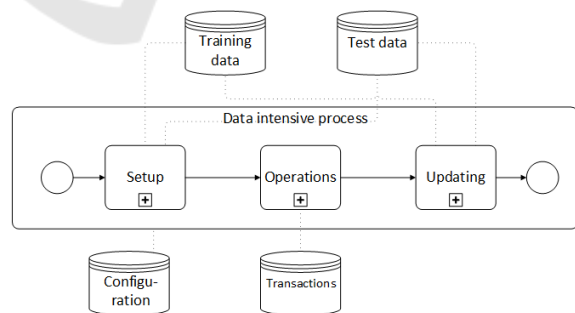 Training
data
Test data
Data intensive process
Setup
Operations
Updating
Configu-
ration
Transactions